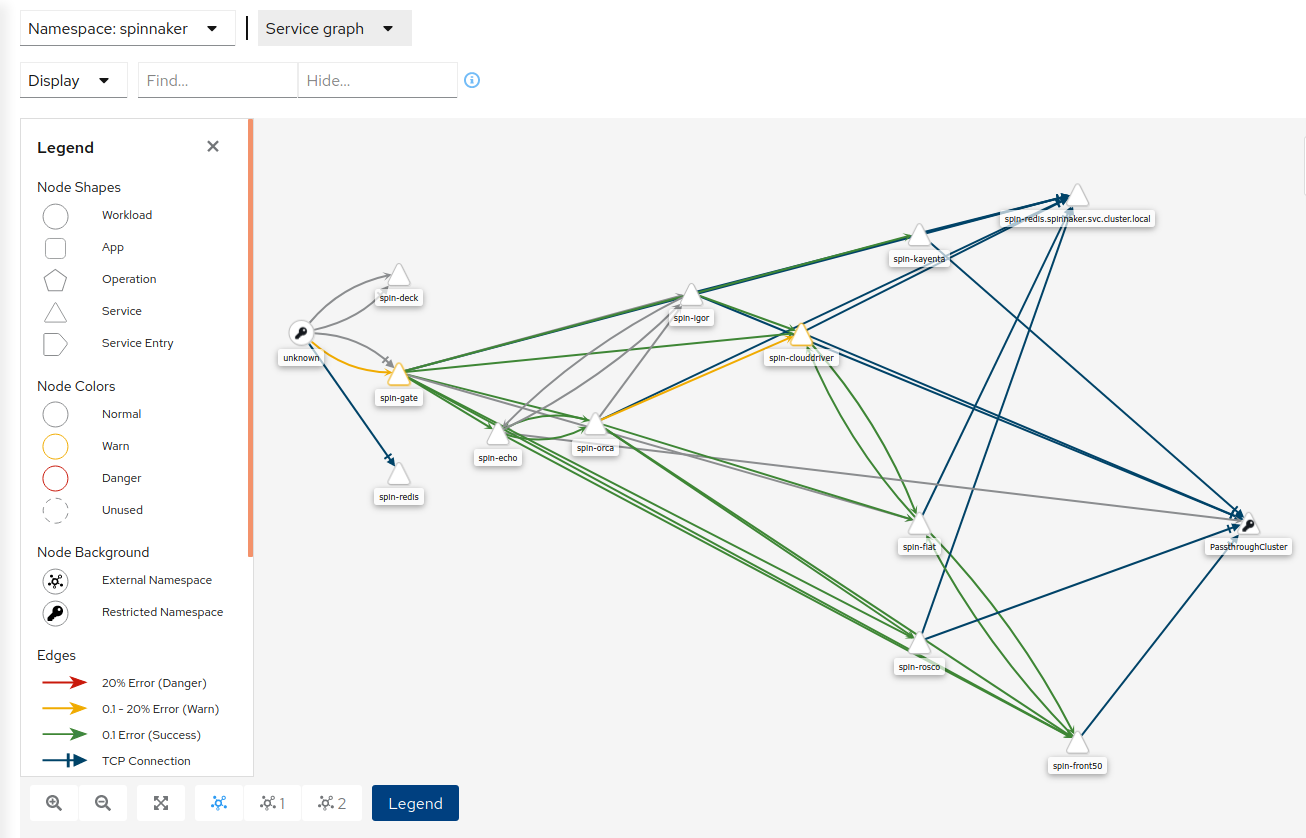 Namespace: spinnaker
Service graph
Display
Find...
Hide...
Legend
Node Shapes
Workload
App
Operation
Service
Service Entry
Node Colors
Normal
Warn
Danger
Unused
Node Background
External Namespace
Restricted Namespace
Edges
20% Error (Danger)
0.1 - 20% Error (Warn)
0.1 Error (Success)
TCP Connection
spin-redis.spinnaker.svc.cluster.local
spin-kayenta
spin-deck
spin-igor
unknown
spin-clouddriver
spin-gate
spin-orca
spin-echo
spin-redis
spin-fiat
PassthroughCluster
spin-rosco
spin-front50
1
2
Legend